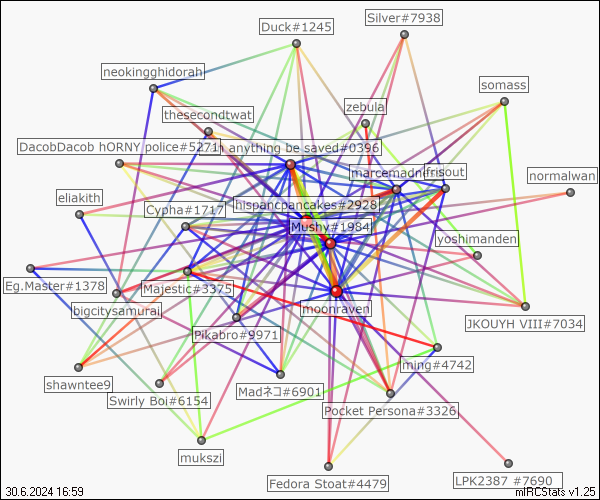 Silver#7938
Duck#1245
neokingghidorah
somass
zebula
thesecondtwat
DacobDacob hORNY police#5271
anything be saved#0396
normalwan
eliakith
hispancpancakes#2928
Cypha#1717
Mushy#1984
yoshimanden
Eg.Master#1378
Majestic#3375
moonraven
bigcitysamurai
JKOUYH VIII#7034
Pikabro#9971
ming#4742
shawntee9
Madネコ#6901
Swirly Boi#6154
Pocket Persona#3326
mukszi
Fedora Stoat#4479
LPK2387 #7690
30.6.2024 16:59
mIRCStats v1.25